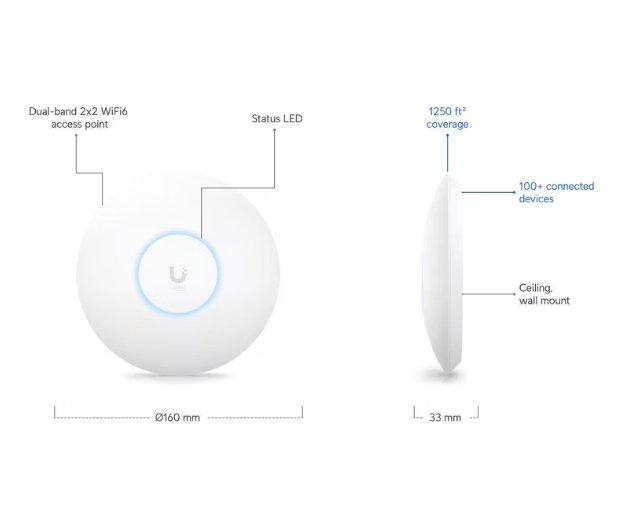 Dual-band 2x2 WiFi6
access point
Status LED
1250 ft²
coverage
100+ connected
devices
Ceiling,
wall mount
U
Ø160 mm
33 mm